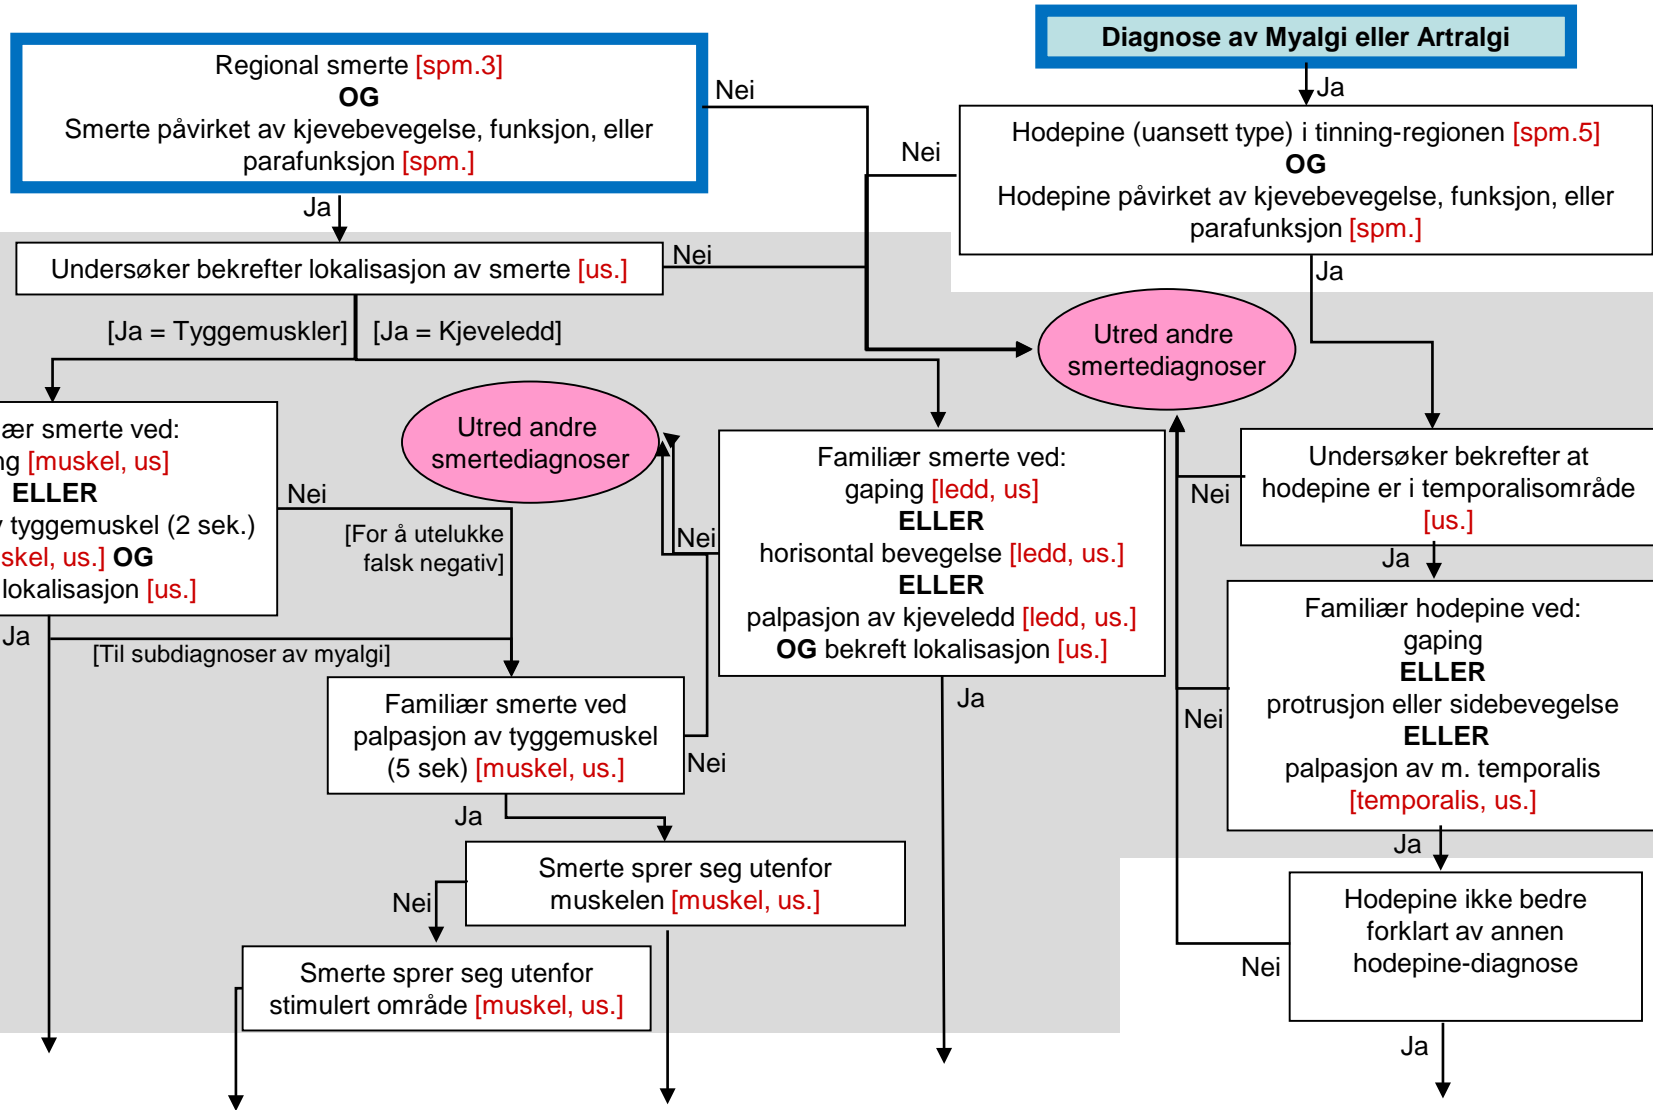 Regional smerte [spm.3]
OG
Smerte påvirket av kjevebevegelse, funksjon, eller
parafunksjon [spm.]
Nei
Ja
Diagnose av Myalgi eller Artralgi
Ja
Hodepine (uansett type) i tinning-regionen [spm.5]
OG
Hodepine påvirket av kjevebevegelse, funksjon, eller
parafunksjon [spm.]
Nei
Ja
Undersøker bekrefter lokalisasjon av smerte [us.]
Nei
[Ja = Tyggemuskler]
[Ja = Kjeveledd]
Utred andre
smertediagnoser
ær smerte ved:
ng [muskel, us]
ELLER
v tyggemuskel (2 sek.)
skel, us.] OG
lokalisasjon [us.]
Nei
[For å utelukke
falsk negativ]
Ja
[Til subdiagnoser av myalgi]
Utred andre
smertediagnoser
Familiær smerte ved:
gaping [ledd, us]
ELLER
horisontal bevegelse [ledd, us.]
ELLER
palpasjon av kjeveledd [ledd, us.]
OG bekreft lokalisasjon [us.]
Nei
Ja
Undersøker bekrefter at
hodepine er i temporalisområde
[us.]
Nei
Ja
Familiær hodepine ved:
gaping
ELLER
protrusjon eller sidebevegelse
ELLER
palpasjon av m. temporalis
[temporalis, us.]
Nei
Ja
Familiær smerte ved
palpasjon av tyggemuskel
(5 sek) [muskel, us.]
Nei
Ja
Smerte sprer seg utenfor
muskelen [muskel, us.]
Nei
Smerte sprer seg utenfor
stimulert område [muskel, us.]
Hodepine ikke bedre
forklart av annen
hodepine-diagnose
Nei
Ja